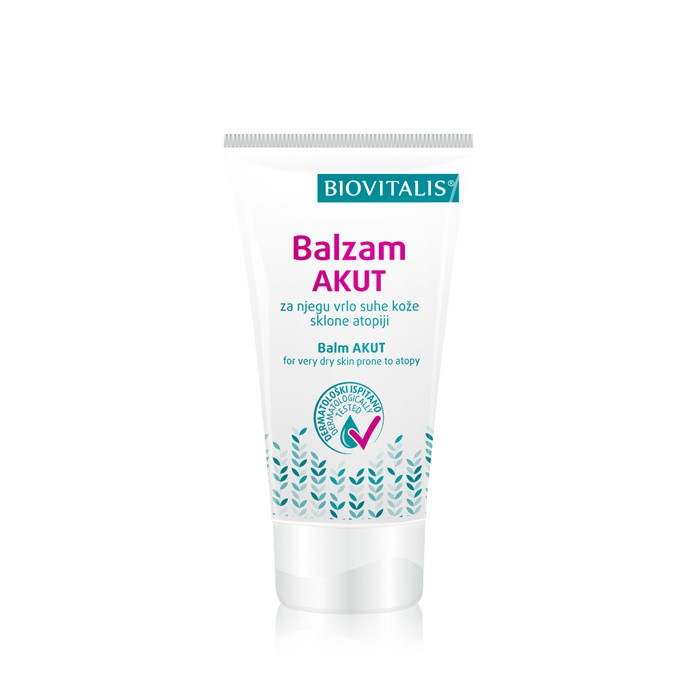 BIOVITALIS®
Balzam
AKUT
za njegu vrlo suhe kože
sklone atopiji
Balm AKUT
for very dry skin prone to atopy
DERMATOLOŠKI ISPITANO
DERMATOLOGICALLY
TESTED